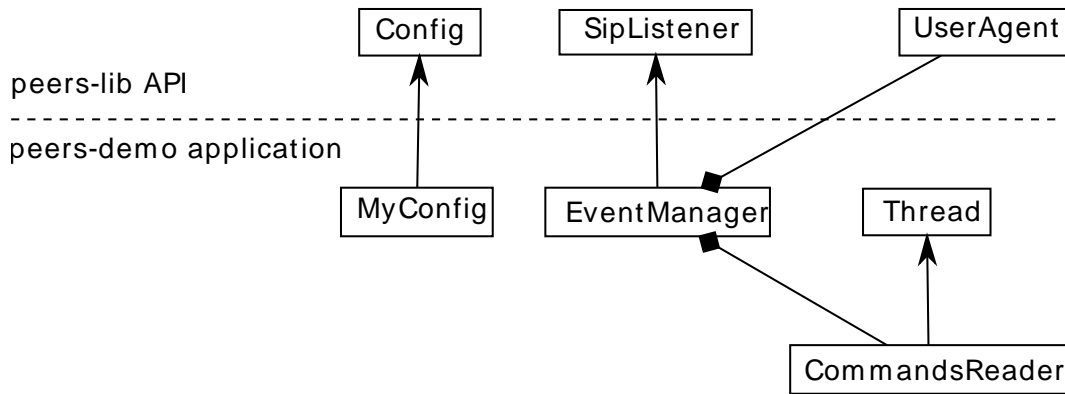 Config
SipListener
UserAgent
peers-lib API
peers-demo application
MyConfig
EventManager
Thread
CommandsReader